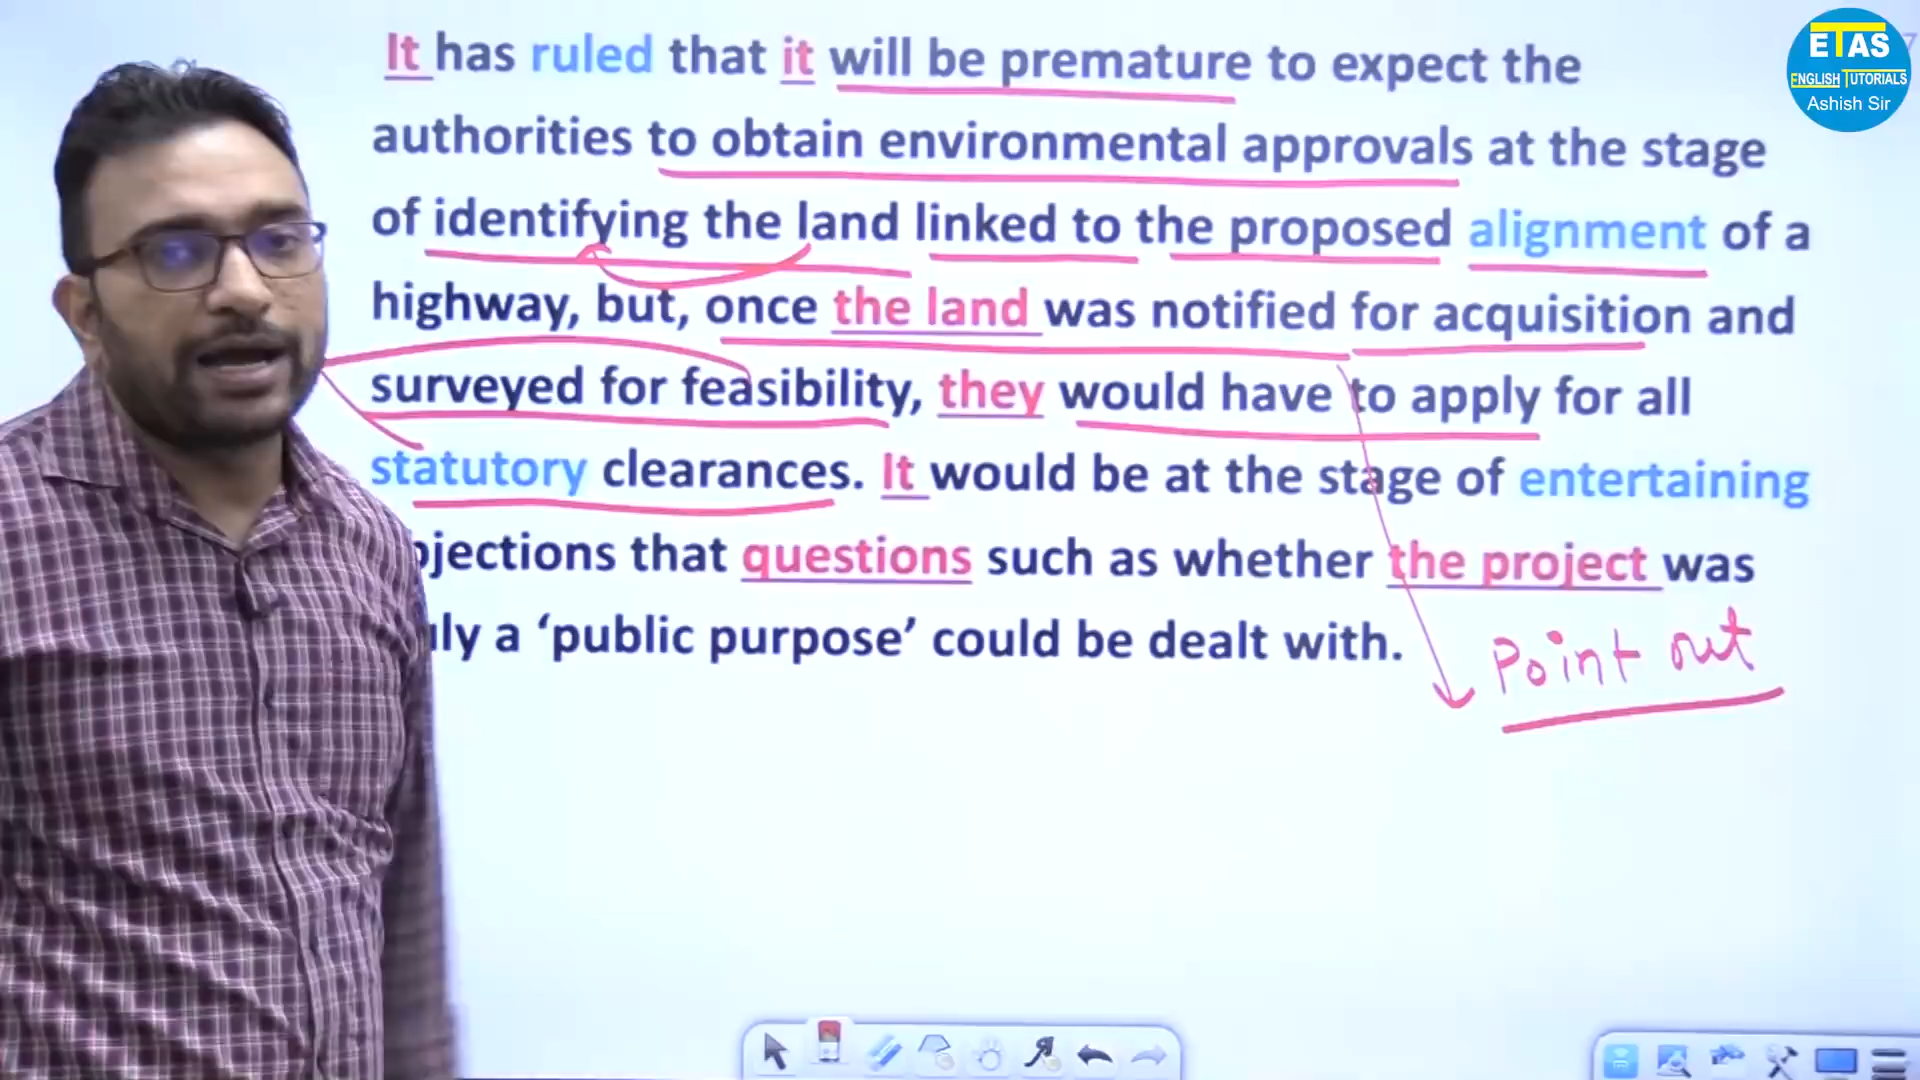 It has ruled that it will be premature to expect the
authorities to obtain environmental approvals at the stage
of identifying the land linked to the proposed alignment of a
highway, but, once the land was notified for acquisition and
surveyed for feasibility, they would have to apply for all
statutory clearances. It would be at the stage of entertaining
bjections that questions such as whether the project was
uly a ‘public purpose’ could be dealt with.
Point out
ETAS
ENGLISH TUTORIALS
Ashish Sir
7